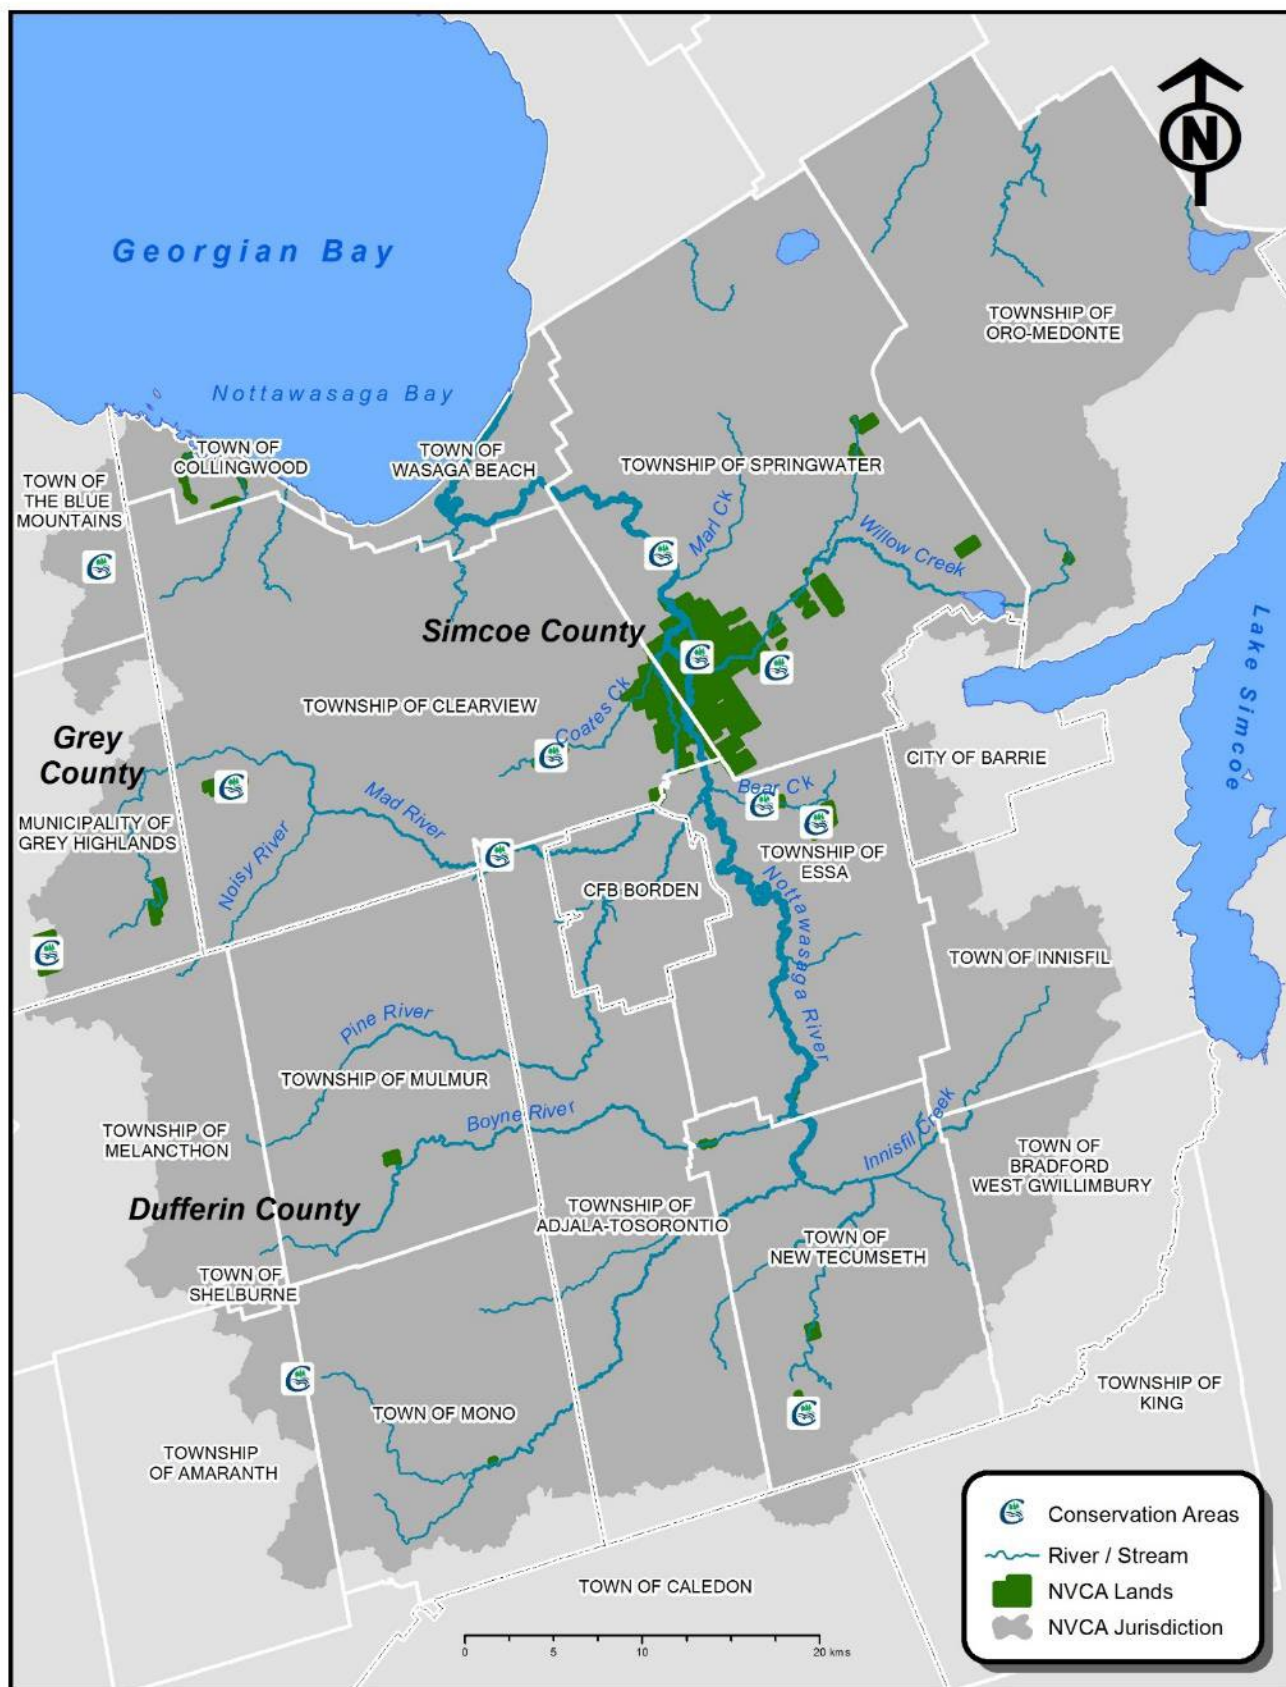 N
Georgian Bay
TOWNSHIP OF
ORO-MEDONTE
Nottawasaga Bay
TOWN OF
COLLINGWOOD
TOWN OF
WASAGA BEACH
TOWNSHIP OF SPRINGWATER
TOWN OF
THE BLUE
MOUNTAINS
Marl Ck
Willow Creek
Simcoe County
Lake Simcoe
TOWNSHIP OF CLEARVIEW
Coates Ck
Grey
County
CITY OF BARRIE
Bear Ck
Mad River
MUNICIPALITY OF
GREY HIGHLANDS
Noisy River
TOWNSHIP OF
ESSA
CFB BORDEN
Nottawasaga River
TOWN OF INNISFIL
Pine River
TOWNSHIP OF MULMUR
Boyne River
TOWNSHIP OF
MELANCTHON
Innisfil Creek
TOWN OF
BRADFORD
WEST GWILLIMBURY
Dufferin County
TOWNSHIP OF
ADJALA-TOSORONTIO
TOWN OF
NEW TECUMSETH
TOWN OF
SHELBURNE
TOWNSHIP OF
KING
TOWN OF MONO
TOWNSHIP
OF AMARANTH
TOWN OF CALEDON
Conservation Areas
River / Stream
NVCA Lands
NVCA Jurisdiction
0 5 10 20 kms